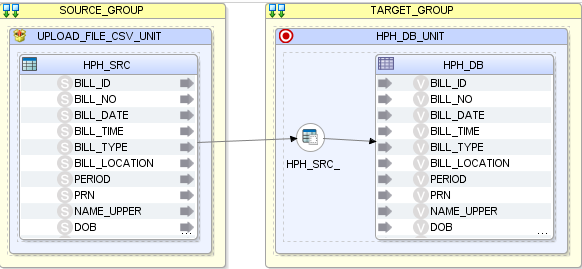 SOURCE_GROUP
UPLOAD_FILE_CSV_UNIT
HPH_SRC
S BILL_ID
S BILL_NO
S BILL_DATE
S BILL_TIME
S BILL_TYPE
S BILL_LOCATION
S PERIOD
S PRN
S NAME_UPPER
S DOB
...
HPH_SRC_
TARGET_GROUP
HPH_DB_UNIT
HPH_DB
V BILL_ID
V BILL_NO
V BILL_DATE
V BILL_TIME
V BILL_TYPE
V BILL_LOCATION
V PERIOD
V PRN
V NAME_UPPER
V DOB
...